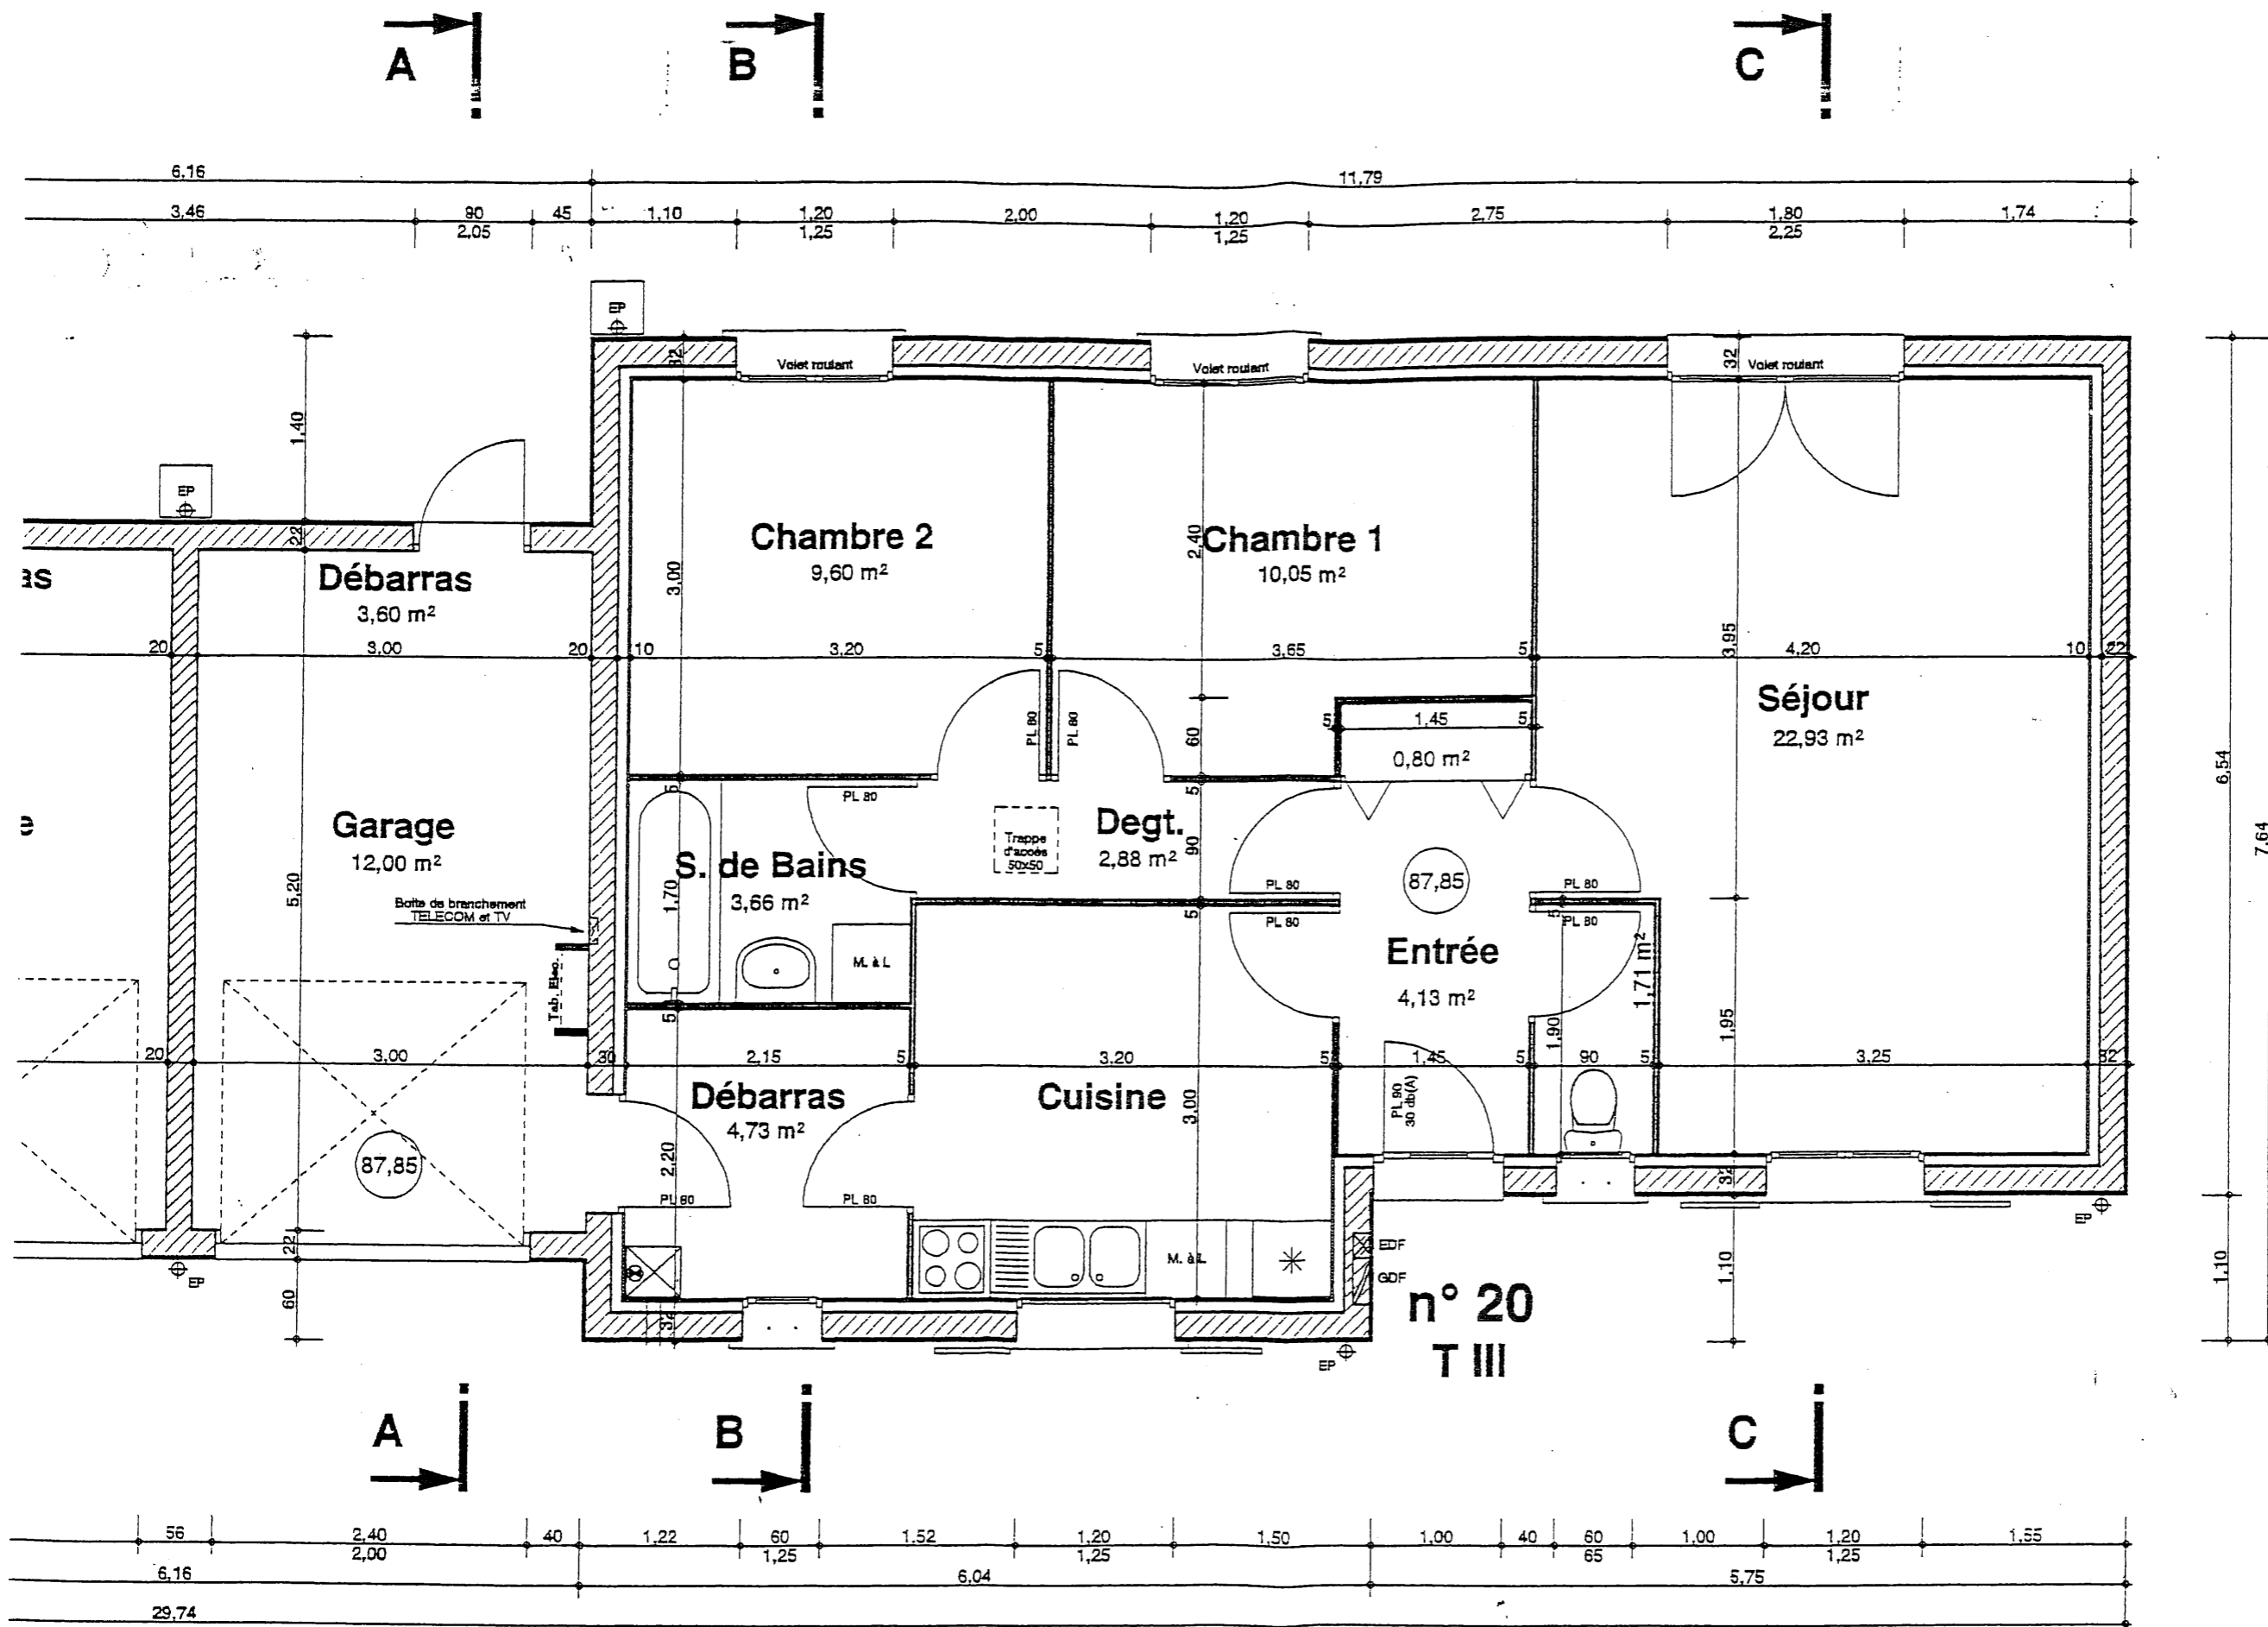 A B C
6,16 11,79
3,46 90 45 1,10 1,20 2,00 1,20 2,75 1,80 1,74
2,05 1,25 1,25 2,25
EP
32 Volet roulant Volet roulant 32 Volet roulant
1,40
EP
22
Chambre 2
9,60 m²
3,00
2,40
Chambre 1
10,05 m²
as
Débarras
3,60 m²
20 3,00 20 10 3,20 5 3,65 5 3,95 4,20 10 22
Séjour
22,93 m²
PL 80 PL 80
60
5 1,45 5
0,80 m²
6,54
7,64
e
Garage
12,00 m²
5 PL 80
5
Trappe
d'accès
50x50
Degt.
2,88 m²
90
S. de Bains
3,66 m²
1,70
5,20
Boite de branchement
TELECOM et TV
PL 80 87,85 PL 80
5 PL 80 5 PL 80
M. à L
Entrée
4,13 m²
1,71 m²
Tab. Elec.
5
1,90
1,95
20 3,00 30 2,15 5 3,20 5 1,45 5 90 5 3,25 32
Débarras
4,73 m²
Cuisine
3,00
PL 90
30 db(A)
87,85
2,20
PL 80 PL 80
32
22
EP
60
M. à L
EDF
GDF
n° 20
T III
EP
1,10 1,10
32
EP
A B C
56 2,40 40 1,22 60 1,52 1,20 1,50 1,00 40 60 1,00 1,20 1,55
2,00 1,25 1,25 65 1,25
6,16 6,04 5,75
29,74